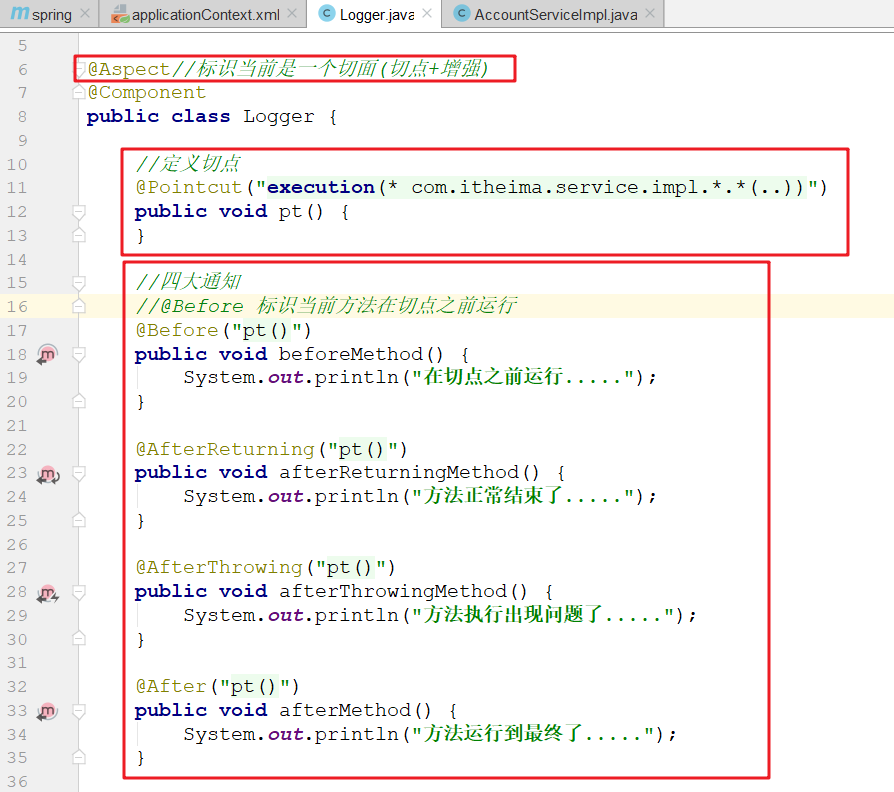 spring applicationContext.xml Logger.java AccountServiceImpl.java
5
6 @Aspect//标识当前是一个切面(切点+增强)
7 @Component
8 public class Logger {
9
10 //定义切点
11 @Pointcut("execution(* com.itheima.service.impl.*.*(..))")
12 public void pt() {
13 }
14
15 //四大通知
16 //@Before 标识当前方法在切点之前运行
17 @Before("pt()")
18 public void beforeMethod() {
19 System.out.println("在切点之前运行.....");
20 }
21
22 @AfterReturning("pt()")
23 public void afterReturningMethod() {
24 System.out.println("方法正常结束了.....");
25 }
26
27 @AfterThrowing("pt()")
28 public void afterThrowingMethod() {
29 System.out.println("方法执行出现问题了.....");
30 }
31
32 @After("pt()")
33 public void afterMethod() {
34 System.out.println("方法运行到最终了.....");
35 }
36